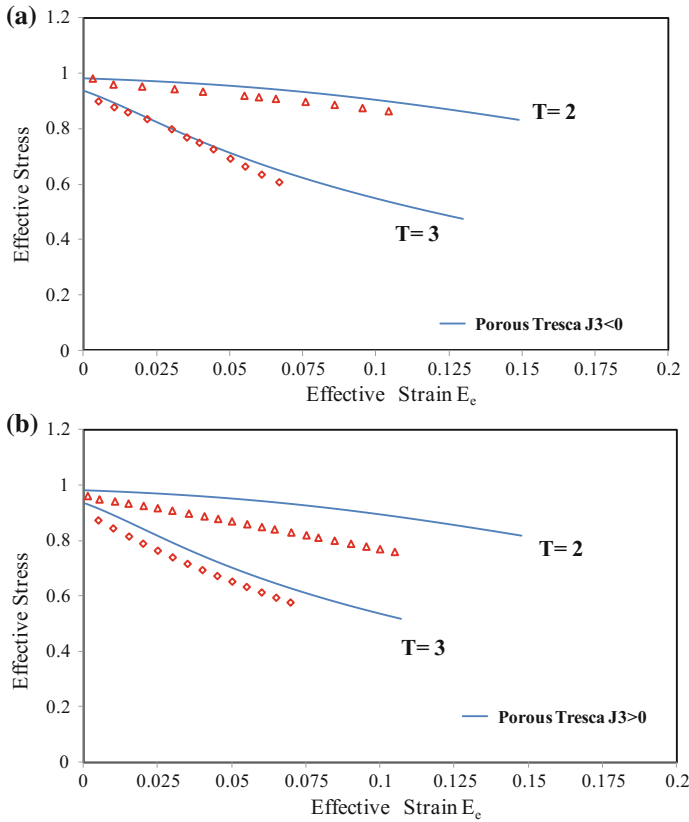 (a)
1.2
1
0.8
0.6
0.4
0.2
0
Effective Stress
T= 2
T= 3
Porous Tresca J3<0
0 0.025 0.05 0.075 0.1 0.125 0.15 0.175 0.2
Effective Strain Ee
(b)
1.2
1
0.8
0.6
0.4
0.2
0
Effective Stress
T= 2
T= 3
Porous Tresca J3>0
0 0.025 0.05 0.075 0.1 0.125 0.15 0.175 0.2
Effective Strain Ee